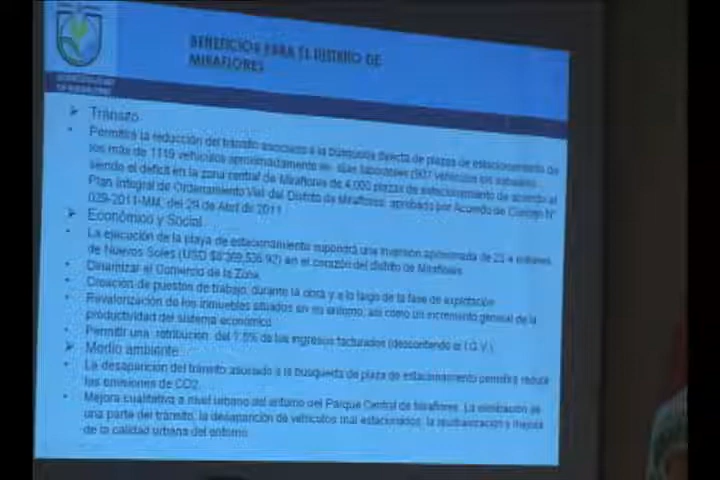 BENEFICIOS PARA EL DISTRITO DE
MIRAFLORES
Tránsito
Permitirá la reducción del tránsito asociado a la búsqueda directa de plazas de estacionamiento de
los más de 1119 vehículos aproximadamente en días laborables (907 vehículos en sábados),
siendo el déficit en la zona central de Miraflores de 4,000 plazas de estacionamiento de acuerdo al
Plan Integral de Ordenamiento Vial del Distrito de Miraflores, aprobado por Acuerdo de Concejo N°
029-2011-MM, del 29 de Abril de 2011
Económico y Social
La ejecución de la playa de estacionamiento supondrá una inversión aproximada de 23.4 millones
de Nuevos Soles (USD en el corazón del distrito de Miraflores
Dinamizar el Comercio de la Zona
Creación de puestos de trabajo, durante la obra y a lo largo de la fase de explotación
Revalorización de los inmuebles situados en su entorno, así como un incremento general de la
productividad del sistema económico
Permitir una retribución del 7.5% de los ingresos facturados (descontando el I.G.V.)
Medio ambiente
La desaparición del tránsito asociado a la búsqueda de plaza de estacionamiento permitirá reducir
las emisiones de CO2.
Mejora cualitativa a nivel urbano del entorno del Parque Central de Miraflores. La eliminación de
una parte del tránsito, la desaparición de vehículos mal estacionados, la reurbanización y mejora
de la calidad urbana del entorno